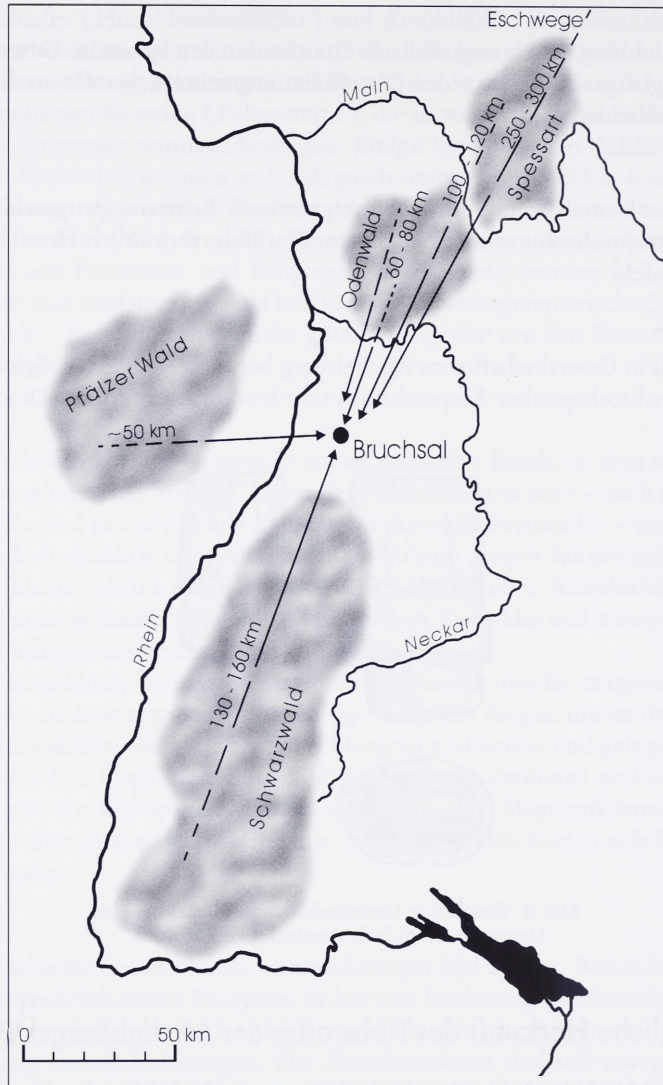 Eschwege
Main
250 - 300 km
Spessart
100 - 120 km
Odenwald
60 - 80 km
Pfälzer Wald
~50 km
Bruchsal
Rhein
Neckar
130 - 160 km
Schwarzwald
0
50 km